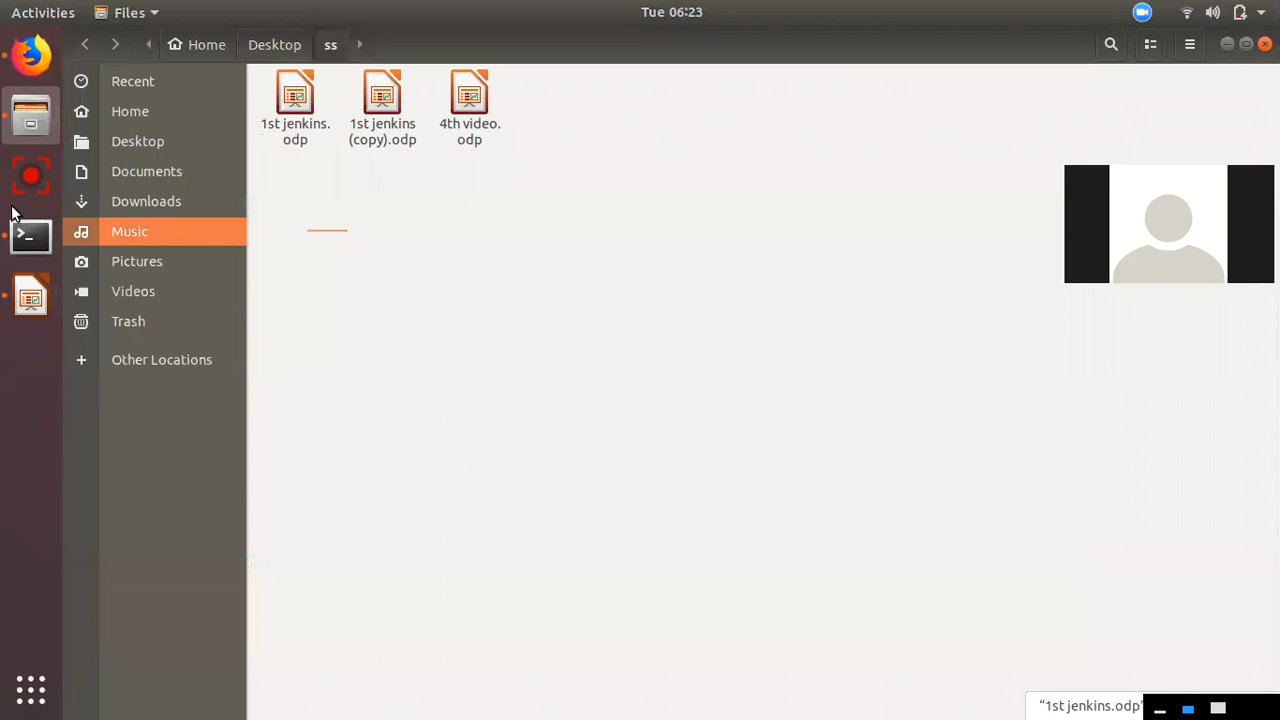 Activities Files Tue 06:23
Home Desktop ss
Recent
Home
Desktop
Documents
Downloads
Music
Pictures
Videos
Trash
+ Other Locations
1st jenkins.
odp
1st jenkins
(copy).odp
4th video.
odp
>_
“1st jenkins.odp”